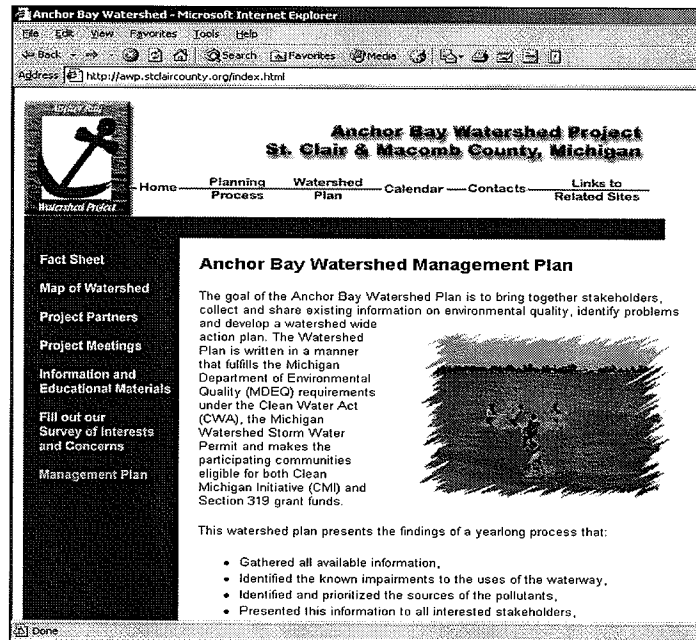 Anchor Bay Watershed - Microsoft Internet Explorer
File Edit View Favorites Tools Help
Back Search Favorites Media
Address http://awp.stclaircounty.org/index.html
Anchor Bay
Watershed Project
Anchor Bay Watershed Project
St. Clair & Macomb County, Michigan
Home Planning Process Watershed Plan Calendar Contacts Links to Related Sites
Fact Sheet
Map of Watershed
Project Partners
Project Meetings
Information and
Educational Materials
Fill out our
Survey of Interests
and Concerns
Management Plan
Anchor Bay Watershed Management Plan
The goal of the Anchor Bay Watershed Plan is to bring together stakeholders,
collect and share existing information on environmental quality, identify problems
and develop a watershed wide
action plan. The Watershed
Plan is written in a manner
that fulfills the Michigan
Department of Environmental
Quality (MDEQ) requirements
under the Clean Water Act
(CWA), the Michigan
Watershed Storm Water
Permit and makes the
participating communities
eligible for both Clean
Michigan Initiative (CMI) and
Section 319 grant funds.
This watershed plan presents the findings of a yearlong process that:
• Gathered all available information,
• Identified the known impairments to the uses of the waterway,
• Identified and prioritized the sources of the pollutants,
• Presented this information to all interested stakeholders,
Done